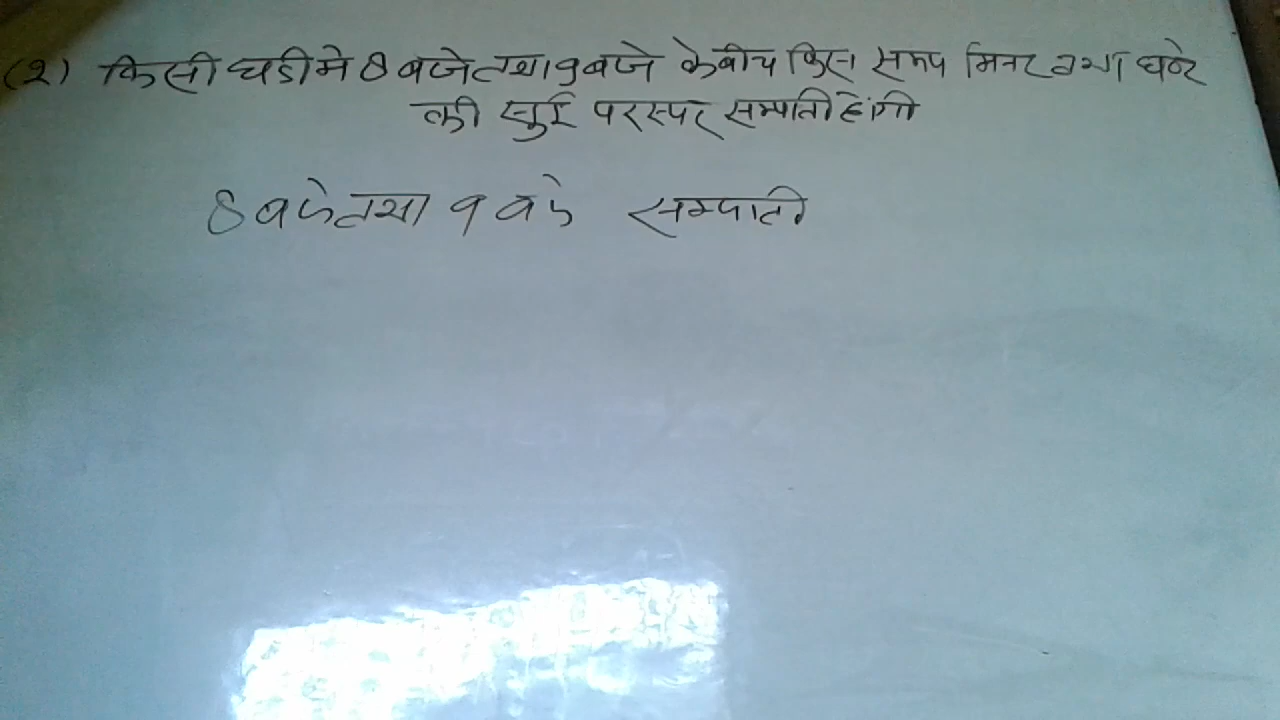 (2) किसी घडी मे 8 बजे तथा 9 बजे के बीच किस समय मिनट तथा घण्टे
की सुई परस्पर सम्पाती होंगी
8 बजे तथा 9 बजे सम्पाती